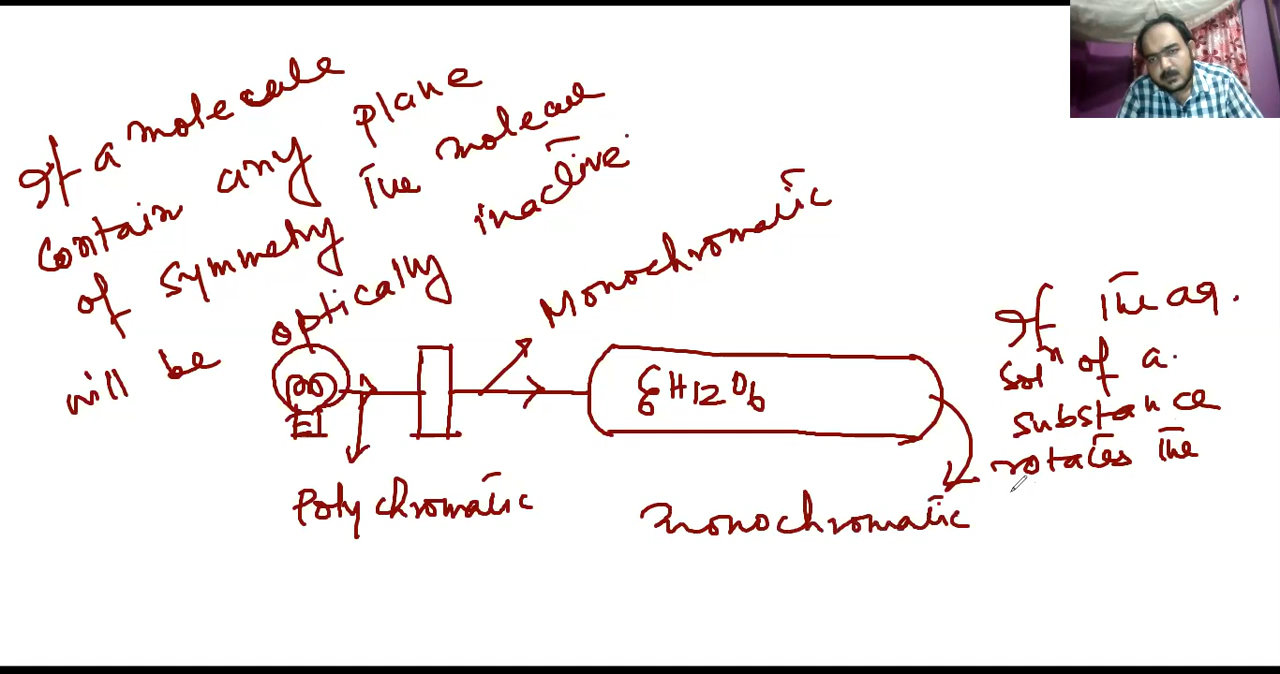 If a molecule
contain any plane
of symmetry the molecule
will be optically inactive.
Monochromatic
El
C6H12O6
Polychromatic
monochromatic
If the aq.
solⁿ of a.
substance
rotates the